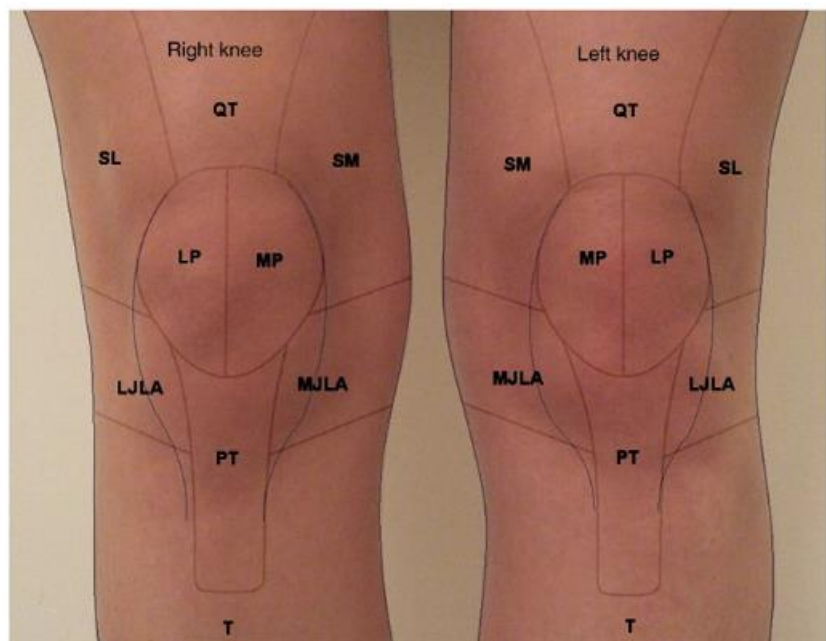 Right knee
Left knee
QT
QT
SL
SM
SM
SL
LP
MP
MP
LP
LJLA
MJLA
MJLA
LJLA
PT
PT
T
T